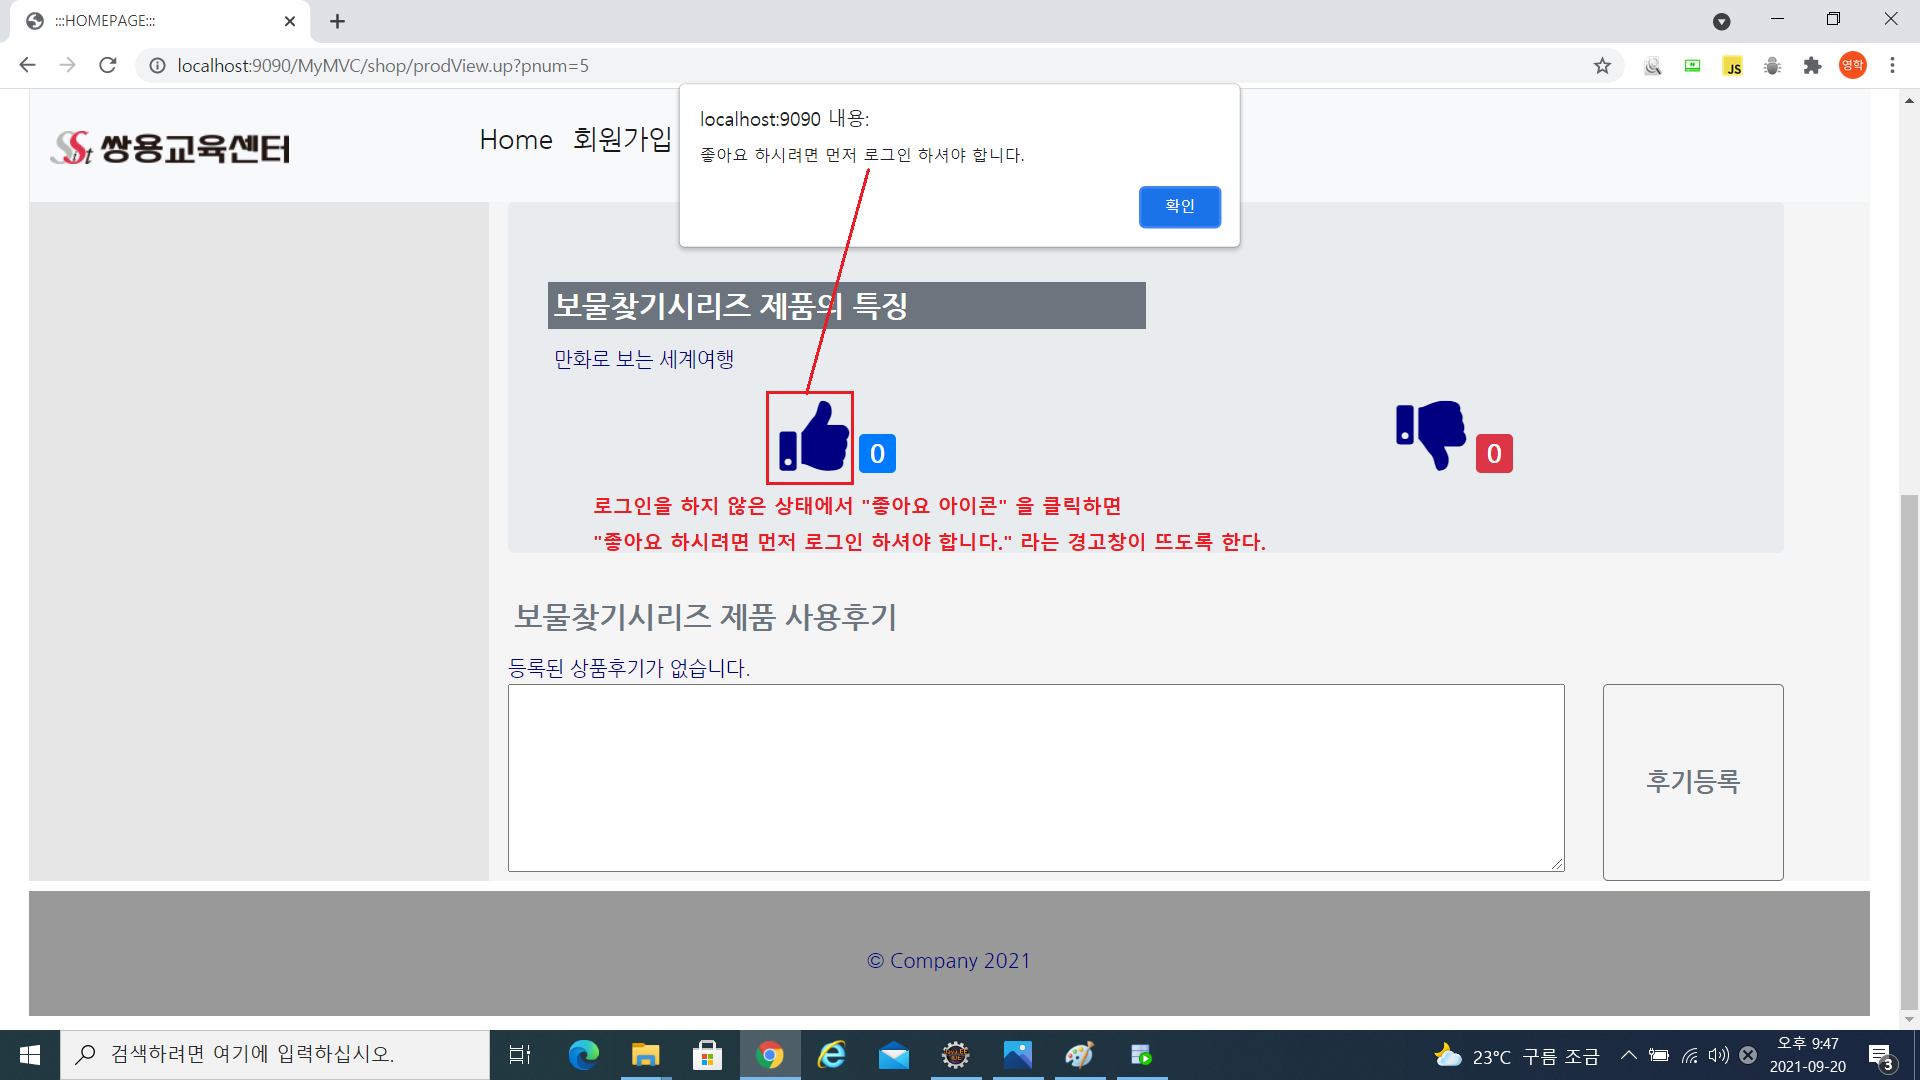 :::HOMEPAGE:::
localhost:9090/MyMVC/shop/prodView.up?pnum=5
JS
영학
SSt 쌍용교육센터
Home 회원가입
localhost:9090 내용:
좋아요 하시려면 먼저 로그인 하셔야 합니다.
확인
보물찾기시리즈 제품의 특징
만화로 보는 세계여행
0
0
로그인을 하지 않은 상태에서 "좋아요 아이콘" 을 클릭하면
"좋아요 하시려면 먼저 로그인 하셔야 합니다." 라는 경고창이 뜨도록 한다.
보물찾기시리즈 제품 사용후기
등록된 상품후기가 없습니다.
후기등록
© Company 2021
검색하려면 여기에 입력하십시오.
23°C 구름 조금
오후 9:47
2021-09-20
3